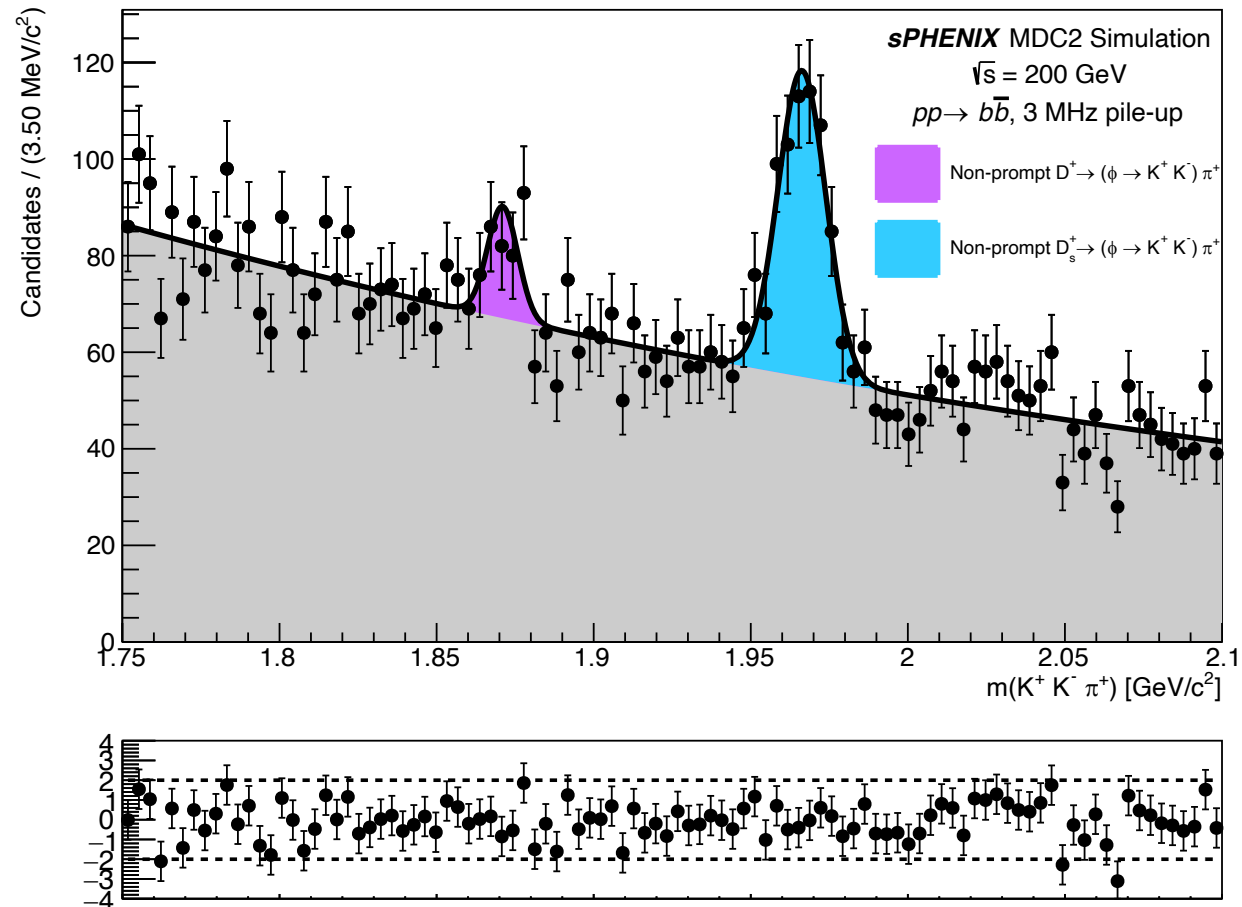 Candidates / (3.50 MeV/c²)
120
100
80
60
40
20
0
sPHENIX MDC2 Simulation
√s = 200 GeV
pp→ bb̅, 3 MHz pile-up
Non-prompt D⁺→ (ϕ → K⁺ K⁻) π⁺
Non-prompt Dₛ⁺→ (ϕ → K⁺ K⁻) π⁺
1.75 1.8 1.85 1.9 1.95 2 2.05 2.1
m(K⁺ K⁻ π⁺) [GeV/c²]
4
3
2
1
0
−1
−2
−3
−4